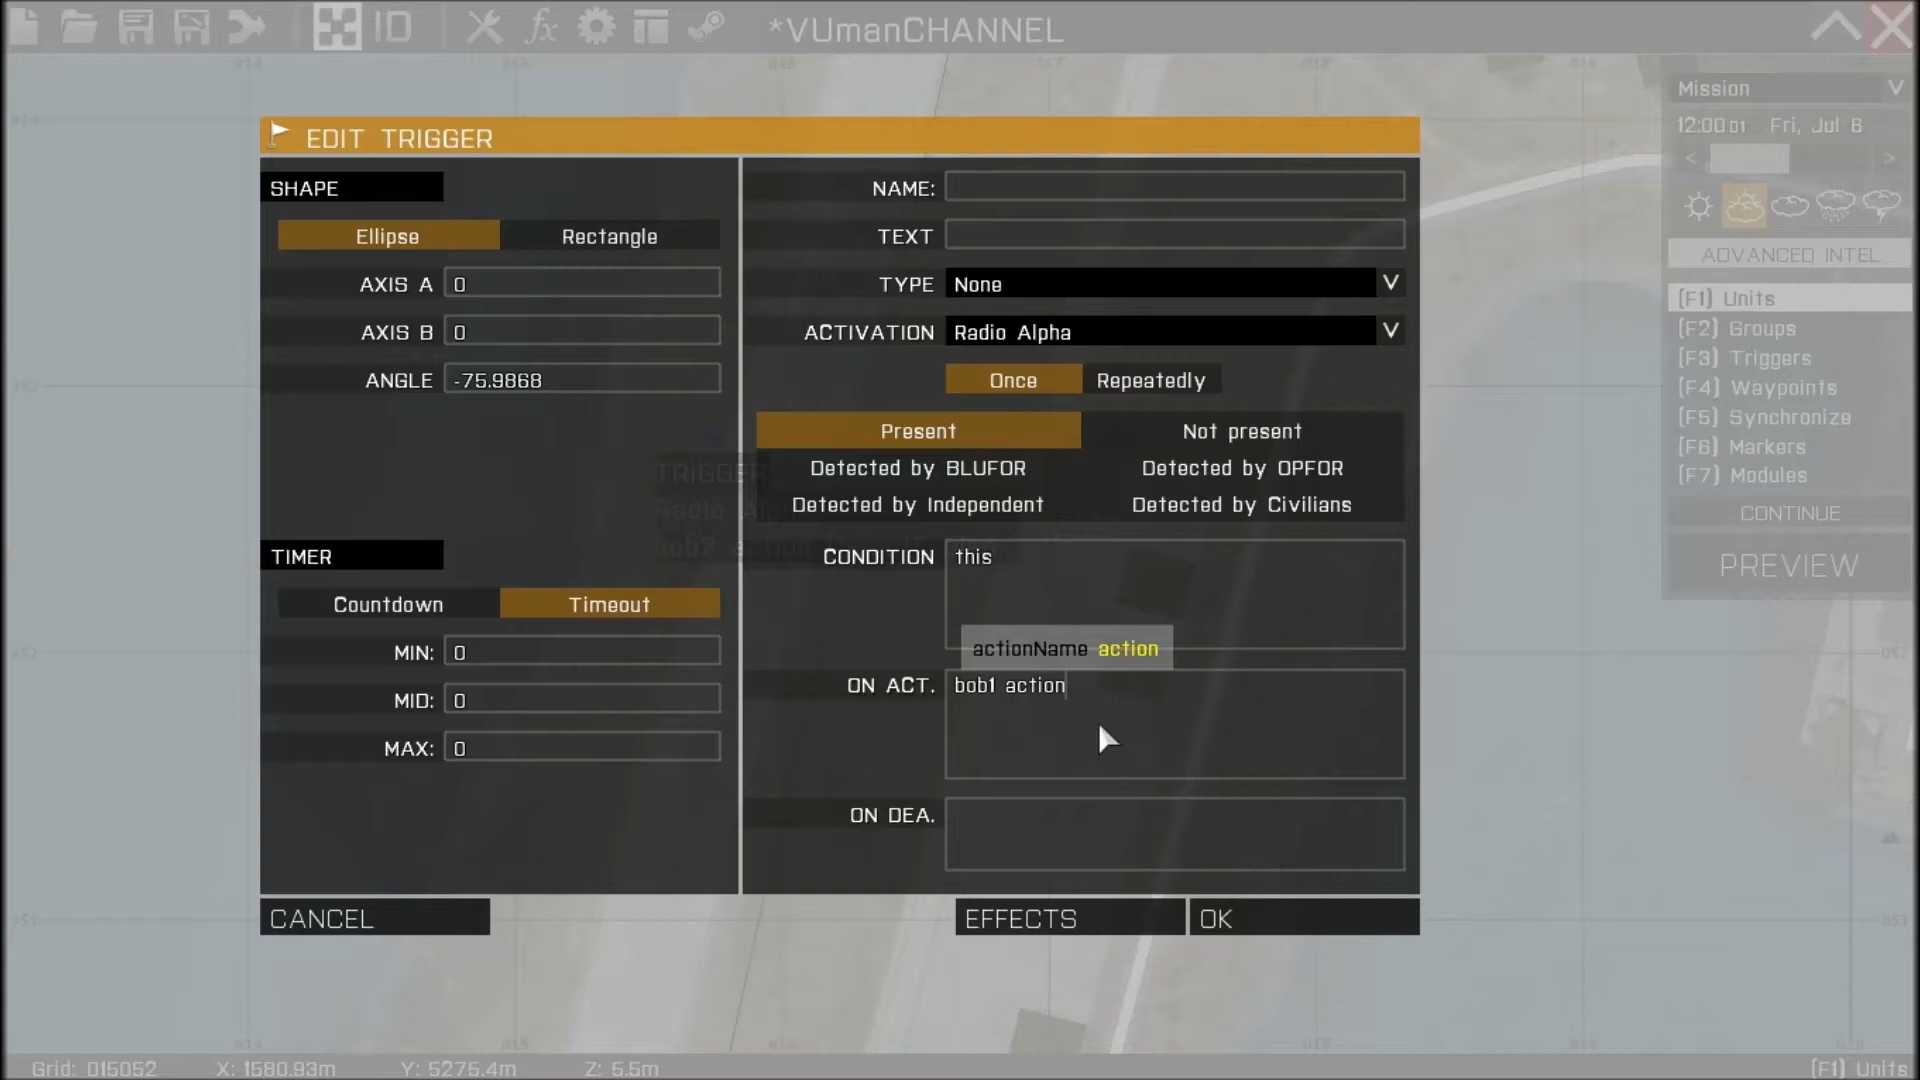 ID
fx
*VUmanCHANNEL
Mission
12:00 01 Fri, Jul 6
ADVANCED INTEL
(F1) Units
(F2) Groups
(F3) Triggers
(F4) Waypoints
(F5) Synchronize
(F6) Markers
(F7) Modules
CONTINUE
PREVIEW
EDIT TRIGGER
SHAPE
Ellipse Rectangle
AXIS A 0
AXIS B 0
ANGLE -75.9868
TIMER
Countdown Timeout
MIN: 0
MID: 0
MAX: 0
NAME:
TEXT
TYPE None
ACTIVATION Radio Alpha
Once Repeatedly
Present Not present
Detected by BLUFOR Detected by OPFOR
Detected by Independent Detected by Civilians
TRIGGER
CONDITION this
actionName action
ON ACT. bob1 action
ON DEA.
CANCEL EFFECTS OK
Grid: 015052 X: 1580.93m Y: 5275.4m Z: 5.5m (F1) Units